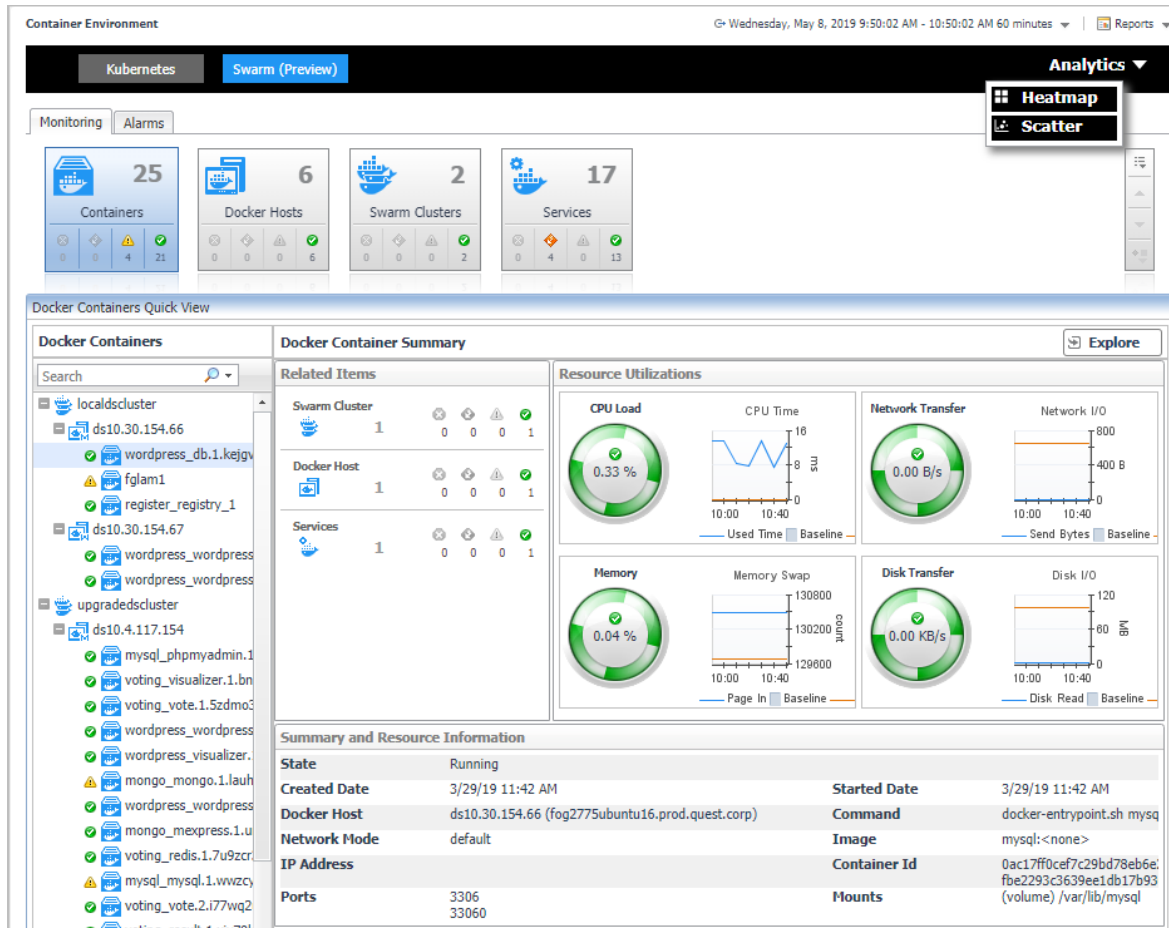 Container Environment
Wednesday, May 8, 2019 9:50:02 AM - 10:50:02 AM 60 minutes
Reports
Kubernetes
Swarm (Preview)
Analytics
Heatmap
Scatter
Monitoring
Alarms
25
Containers
0 0 4 21
6
Docker Hosts
0 0 0 6
2
Swarm Clusters
0 0 0 2
17
Services
0 4 0 13
Docker Containers Quick View
Docker Containers
Search
localdscluster
ds10.30.154.66
wordpress_db.1.kejgv
fglam1
register_registry_1
ds10.30.154.67
wordpress_wordpress
wordpress_wordpress
upgradedscluster
ds10.4.117.154
mysql_phpmyadmin.1
voting_visualizer.1.bn
voting_vote.1.5zdmo3
wordpress_wordpress
wordpress_visualizer.
mongo_mongo.1.lauh
wordpress_wordpress
mongo_mexpress.1.u
voting_redis.1.7u9zcr
mysql_mysql.1.wwzcy
voting_vote.2.i77wq2
Docker Container Summary
Explore
Related Items
Swarm Cluster
1
0 0 0 1
Docker Host
1
0 0 0 1
Services
1
0 0 0 1
Resource Utilizations
CPU Load
0.33 %
CPU Time
16
8
0
ms
10:00 10:40
Used Time Baseline
Network Transfer
0.00 B/s
Network I/O
800
400 B
0
10:00 10:40
Send Bytes Baseline
Memory
0.04 %
Memory Swap
130800
130200
129600
count
10:00 10:40
Page In Baseline
Disk Transfer
0.00 KB/s
Disk I/O
120
60
0
MB
10:00 10:40
Disk Read Baseline
Summary and Resource Information
State Running
Created Date 3/29/19 11:42 AM Started Date 3/29/19 11:42 AM
Docker Host ds10.30.154.66 (fog2775ubuntu16.prod.quest.corp) Command docker-entrypoint.sh mysq
Network Mode default Image mysql:<none>
IP Address Container Id 0ac17ff0cef7c29bd78eb6e
fbe2293c3639ee1db17b93
Ports 3306 Mounts (volume) /var/lib/mysql
33060